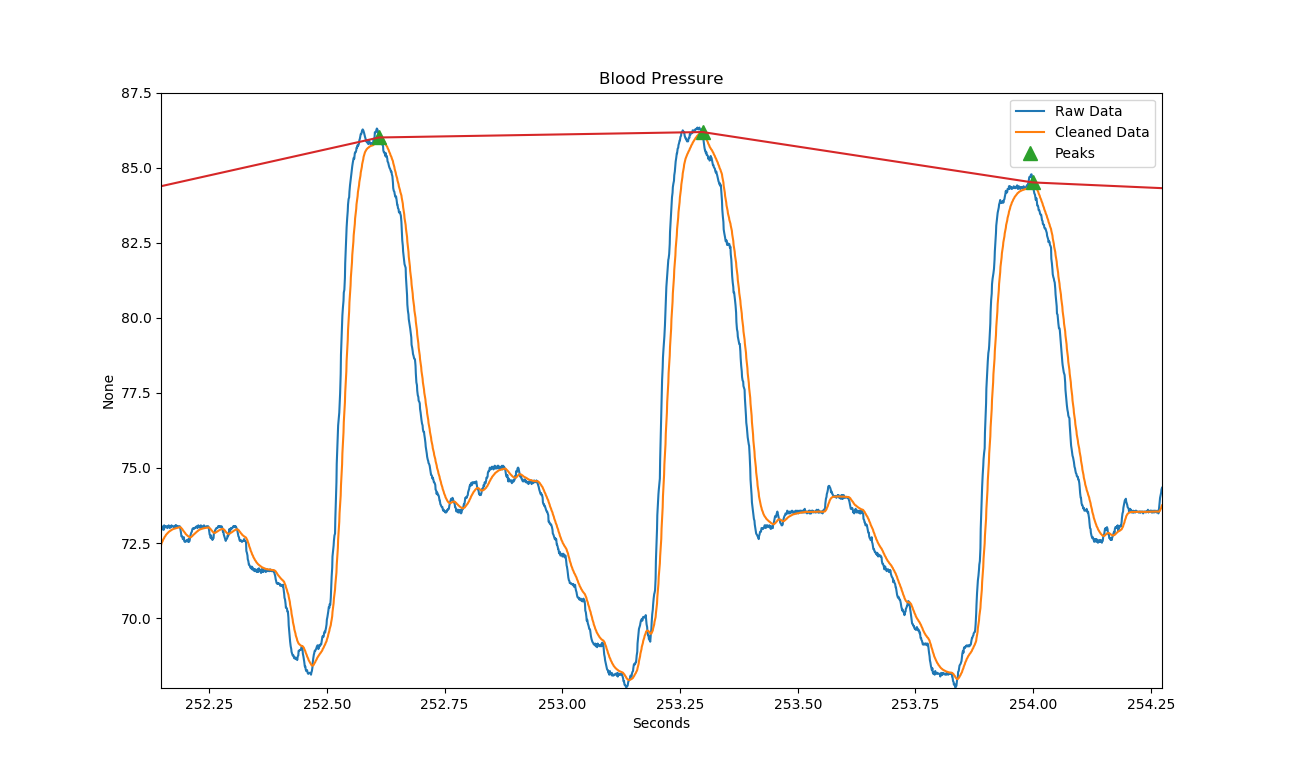 Blood Pressure
87.5
85.0
82.5
80.0
77.5
75.0
72.5
70.0
None
Raw Data
Cleaned Data
Peaks
252.25 252.50 252.75 253.00 253.25 253.50 253.75 254.00 254.25
Seconds